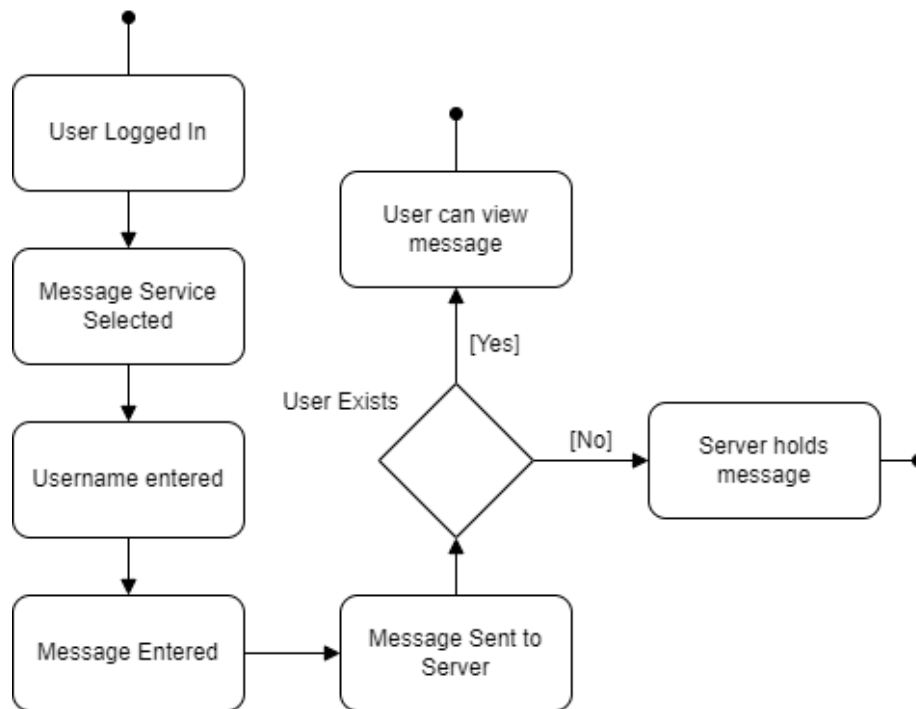 User Logged In
Message Service
Selected
Username entered
Message Entered
Message Sent to
Server
User Exists
[Yes]
User can view
message
[No]
Server holds
message